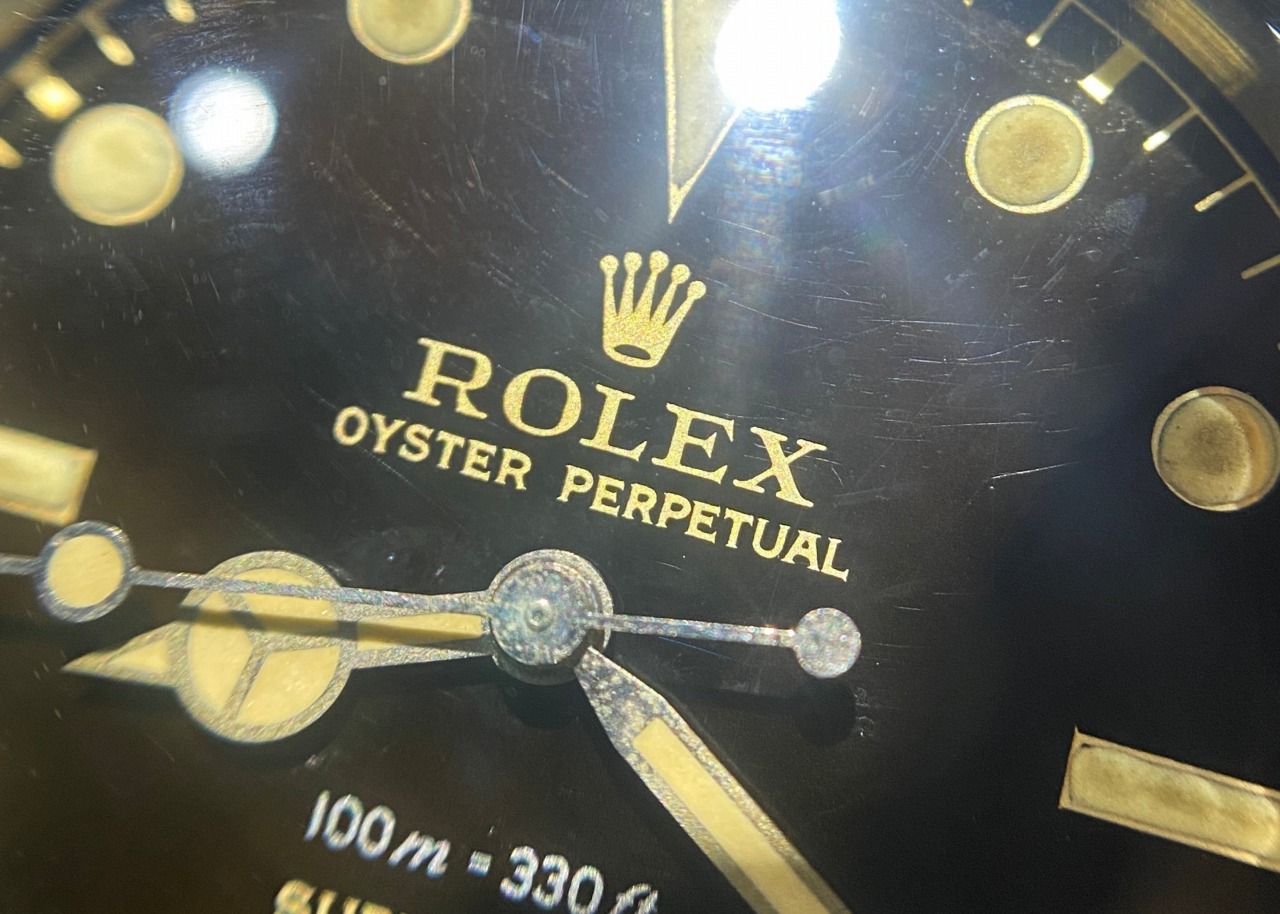 ROLEX
OYSTER PERPETUAL
100m = 330ft